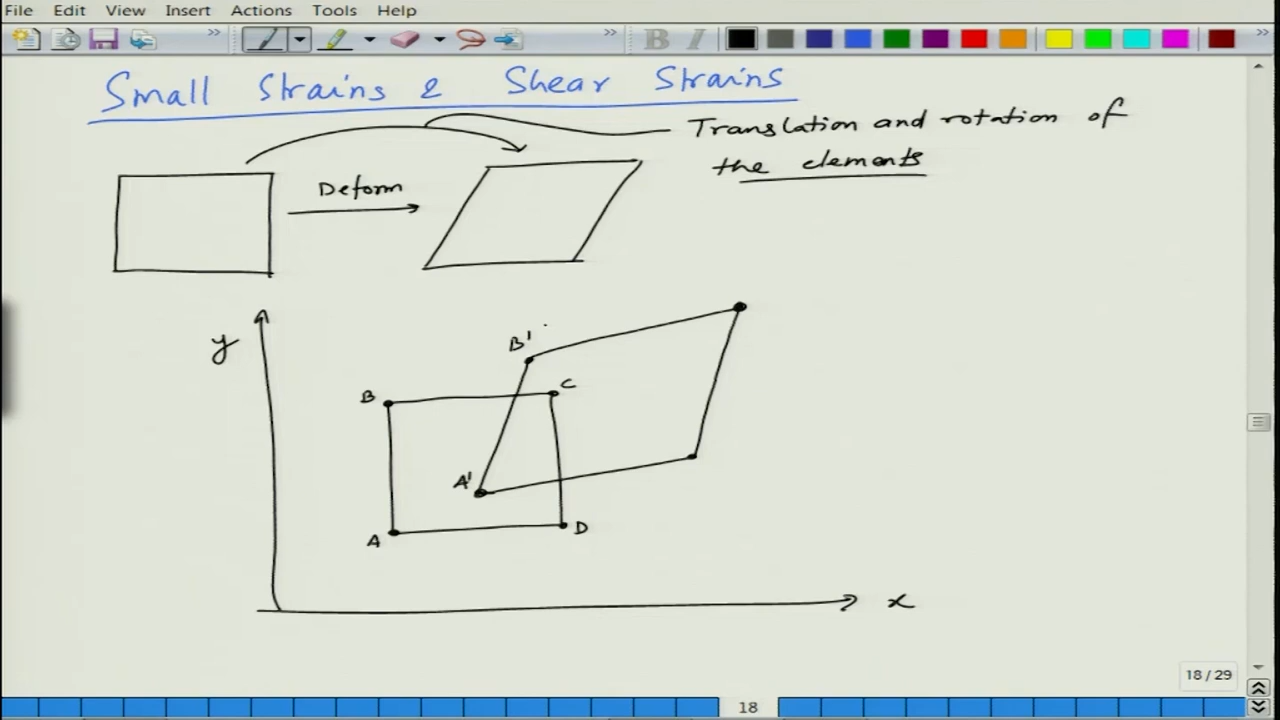 File Edit View Insert Actions Tools Help
B I
Small Strains & Shear Strains
Translation and rotation of
the elements
Deform
y
B'
B
C
A'
A
D
x
18 / 29
18